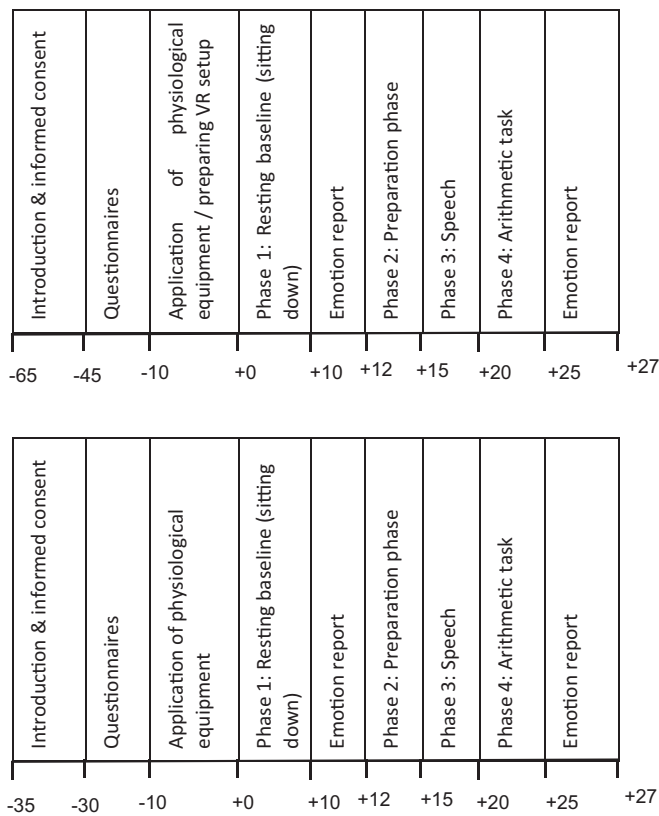 Introduction & informed consent
Questionnaires
Application of physiological
equipment / preparing VR setup
Phase 1: Resting baseline (sitting
down)
Emotion report
Phase 2: Preparation phase
Phase 3: Speech
Phase 4: Arithmetic task
Emotion report
-65 -45 -10 +0 +10 +12 +15 +20 +25 +27
Introduction & informed consent
Questionnaires
Application of physiological
equipment
Phase 1: Resting baseline (sitting
down)
Emotion report
Phase 2: Preparation phase
Phase 3: Speech
Phase 4: Arithmetic task
Emotion report
-35 -30 -10 +0 +10 +12 +15 +20 +25 +27